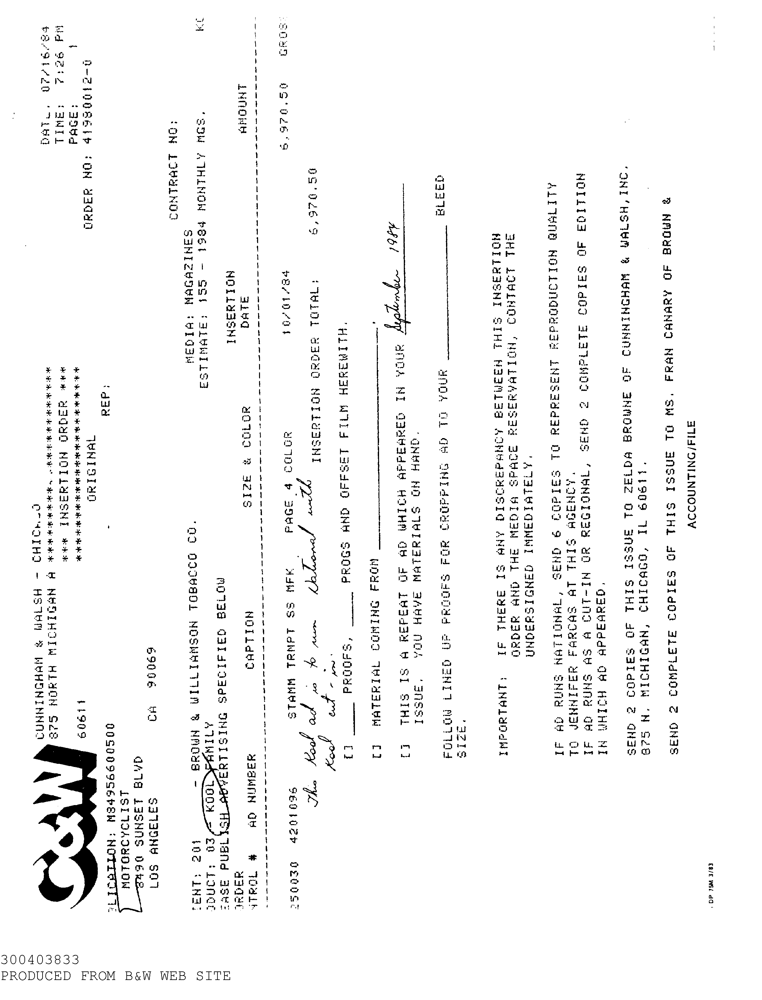 CUNNINGHAM & WALSH - CHIC
875 NORTH MICHIGAN A
60611
C&W
*** INSERTION ORDER ***
ORIGINAL
REP:
DATE, 07/16/84
TIME: 7:26 PM
PAGE: 1
ORDER NO: 41980012-0
PLICATION: M84956600500
MOTORCYCLIST
8490 SUNSET BLVD
LOS ANGELES CA 90069
CONTRACT NO:
IENT: 201 - BROWN & WILLIAMSON TOBACCO CO. MEDIA: MAGAZINES
ODUCT: 03 - KOOL FAMILY ESTIMATE: 155 - 1984 MONTHLY MGS.
EASE PUBLISH ADVERTISING SPECIFIED BELOW
ORDER INSERTION
NTROL # AD NUMBER CAPTION SIZE & COLOR DATE AMOUNT
250030 4201096 STAMM TRMPT SS MFK PAGE 4 COLOR 10/01/84 6,970.50 GROS
This Kool ad is to run National with
Kool cut-in.
INSERTION ORDER TOTAL: 6,970.50
[] ____ PROOFS, ____ PROGS AND OFFSET FILM HEREWITH.
[] MATERIAL COMING FROM ____________.
[] THIS IS A REPEAT OF AD WHICH APPEARED IN YOUR September 1984
ISSUE. YOU HAVE MATERIALS ON HAND.
FOLLOW LINED UP PROOFS FOR CROPPING AD TO YOUR ____________ BLEED
SIZE.
IMPORTANT: IF THERE IS ANY DISCREPANCY BETWEEN THIS INSERTION
ORDER AND THE MEDIA SPACE RESERVATION, CONTACT THE
UNDERSIGNED IMMEDIATELY.
IF AD RUNS NATIONAL, SEND 6 COPIES TO REPRESENT REPRODUCTION QUALITY
TO JENNIFER FARCAS AT THIS AGENCY.
IF AD RUNS AS A CUT-IN OR REGIONAL, SEND 2 COMPLETE COPIES OF EDITION
IN WHICH AD APPEARED.
SEND 2 COPIES OF THIS ISSUE TO ZELDA BROWNE OF CUNNINGHAM & WALSH,INC.
875 N. MICHIGAN, CHICAGO, IL 60611.
SEND 2 COMPLETE COPIES OF THIS ISSUE TO MS. FRAN CANARY OF BROWN &
ACCOUNTING/FILE
DP 75M 3/83
300403833
PRODUCED FROM B&W WEB SITE